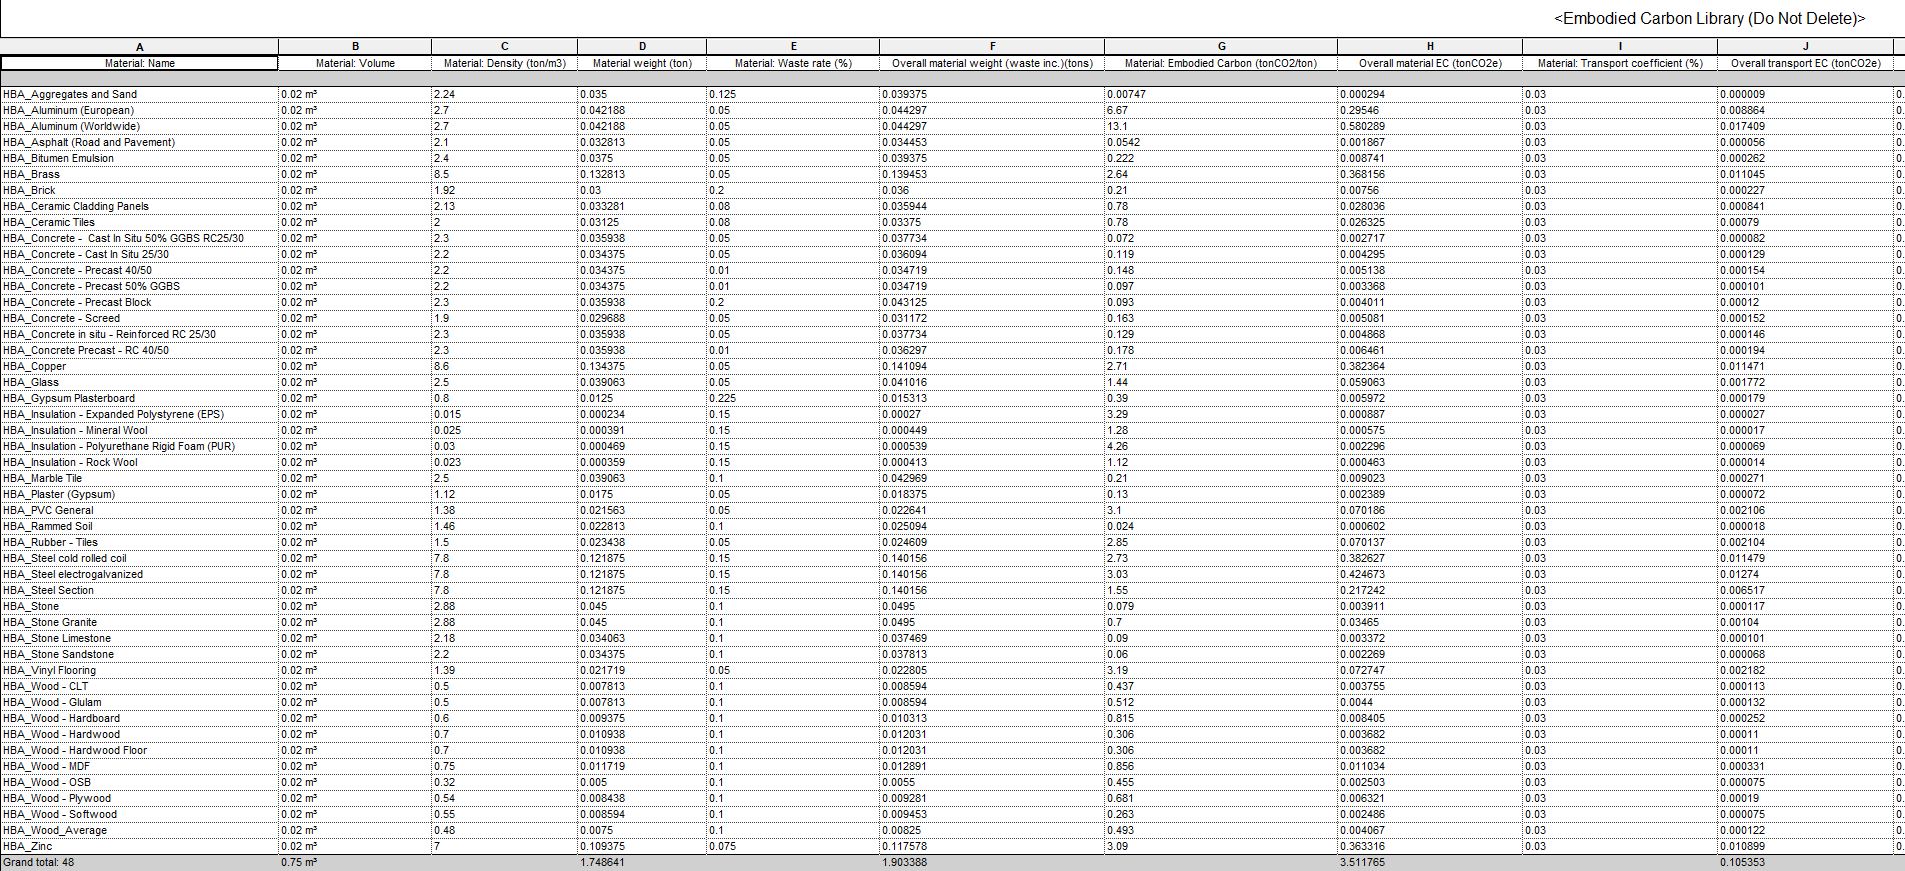 <Embodied Carbon Library (Do Not Delete)>
A B C D E F G H I J
Material: Name Material: Volume Material: Density (ton/m3) Material weight (ton) Material: Waste rate (%) Overall material weight (waste inc.)(tons) Material: Embodied Carbon (tonCO2/ton) Overall material EC (tonCO2e) Material: Transport coefficient (%) Overall transport EC (tonCO2e)
HBA_Aggregates and Sand 0.02 m³ 2.24 0.035 0.125 0.039375 0.00747 0.000294 0.03 0.000009 0.
HBA_Aluminum (European) 0.02 m³ 2.7 0.042188 0.05 0.044297 6.67 0.29546 0.03 0.008864 0.
HBA_Aluminum (Worldwide) 0.02 m³ 2.7 0.042188 0.05 0.044297 13.1 0.580289 0.03 0.017409 0.
HBA_Asphalt (Road and Pavement) 0.02 m³ 2.1 0.032813 0.05 0.034453 0.0542 0.001867 0.03 0.000056 0.
HBA_Bitumen Emulsion 0.02 m³ 2.4 0.0375 0.05 0.039375 0.222 0.008741 0.03 0.000262 0.
HBA_Brass 0.02 m³ 8.5 0.132813 0.05 0.139453 2.64 0.368156 0.03 0.011045 0.
HBA_Brick 0.02 m³ 1.92 0.03 0.2 0.036 0.21 0.00756 0.03 0.000227 0.
HBA_Ceramic Cladding Panels 0.02 m³ 2.13 0.033281 0.08 0.035944 0.78 0.028036 0.03 0.000841 0.
HBA_Ceramic Tiles 0.02 m³ 2 0.03125 0.08 0.03375 0.78 0.026325 0.03 0.00079 0.
HBA_Concrete -  Cast In Situ 50% GGBS RC25/30 0.02 m³ 2.3 0.035938 0.05 0.037734 0.072 0.002717 0.03 0.000082 0.
HBA_Concrete - Cast In Situ 25/30 0.02 m³ 2.2 0.034375 0.05 0.036094 0.119 0.004295 0.03 0.000129 0.
HBA_Concrete - Precast 40/50 0.02 m³ 2.2 0.034375 0.01 0.034719 0.148 0.005138 0.03 0.000154 0.
HBA_Concrete - Precast 50% GGBS 0.02 m³ 2.2 0.034375 0.01 0.034719 0.097 0.003368 0.03 0.000101 0.
HBA_Concrete - Precast Block 0.02 m³ 2.3 0.035938 0.2 0.043125 0.093 0.004011 0.03 0.00012 0.
HBA_Concrete - Screed 0.02 m³ 1.9 0.029688 0.05 0.031172 0.163 0.005081 0.03 0.000152 0.
HBA_Concrete in situ - Reinforced RC 25/30 0.02 m³ 2.3 0.035938 0.05 0.037734 0.129 0.004868 0.03 0.000146 0.
HBA_Concrete Precast - RC 40/50 0.02 m³ 2.3 0.035938 0.01 0.036297 0.178 0.006461 0.03 0.000194 0.
HBA_Copper 0.02 m³ 8.6 0.134375 0.05 0.141094 2.71 0.382364 0.03 0.011471 0.
HBA_Glass 0.02 m³ 2.5 0.039063 0.05 0.041016 1.44 0.059063 0.03 0.001772 0.
HBA_Gypsum Plasterboard 0.02 m³ 0.8 0.0125 0.225 0.015313 0.39 0.005972 0.03 0.000179 0.
HBA_Insulation - Expanded Polystyrene (EPS) 0.02 m³ 0.015 0.000234 0.15 0.00027 3.29 0.000887 0.03 0.000027 0.
HBA_Insulation - Mineral Wool 0.02 m³ 0.025 0.000391 0.15 0.000449 1.28 0.000575 0.03 0.000017 0.
HBA_Insulation - Polyurethane Rigid Foam (PUR) 0.02 m³ 0.03 0.000469 0.15 0.000539 4.26 0.002296 0.03 0.000069 0.
HBA_Insulation - Rock Wool 0.02 m³ 0.023 0.000359 0.15 0.000413 1.12 0.000463 0.03 0.000014 0.
HBA_Marble Tile 0.02 m³ 2.5 0.039063 0.1 0.042969 0.21 0.009023 0.03 0.000271 0.
HBA_Plaster (Gypsum) 0.02 m³ 1.12 0.0175 0.05 0.018375 0.13 0.002389 0.03 0.000072 0.
HBA_PVC General 0.02 m³ 1.38 0.021563 0.05 0.022641 3.1 0.070186 0.03 0.002106 0.
HBA_Rammed Soil 0.02 m³ 1.46 0.022813 0.1 0.025094 0.024 0.000602 0.03 0.000018 0.
HBA_Rubber - Tiles 0.02 m³ 1.5 0.023438 0.05 0.024609 2.85 0.070137 0.03 0.002104 0.
HBA_Steel cold rolled coil 0.02 m³ 7.8 0.121875 0.15 0.140156 2.73 0.382627 0.03 0.011479 0.
HBA_Steel electrogalvanized 0.02 m³ 7.8 0.121875 0.15 0.140156 3.03 0.424673 0.03 0.01274 0.
HBA_Steel Section 0.02 m³ 7.8 0.121875 0.15 0.140156 1.55 0.217242 0.03 0.006517 0.
HBA_Stone 0.02 m³ 2.88 0.045 0.1 0.0495 0.079 0.003911 0.03 0.000117 0.
HBA_Stone Granite 0.02 m³ 2.88 0.045 0.1 0.0495 0.7 0.03465 0.03 0.00104 0.
HBA_Stone Limestone 0.02 m³ 2.18 0.034063 0.1 0.037469 0.09 0.003372 0.03 0.000101 0.
HBA_Stone Sandstone 0.02 m³ 2.2 0.034375 0.1 0.037813 0.06 0.002269 0.03 0.000068 0.
HBA_Vinyl Flooring 0.02 m³ 1.39 0.021719 0.05 0.022805 3.19 0.072747 0.03 0.002182 0.
HBA_Wood - CLT 0.02 m³ 0.5 0.007813 0.1 0.008594 0.437 0.003755 0.03 0.000113 0.
HBA_Wood - Glulam 0.02 m³ 0.5 0.007813 0.1 0.008594 0.512 0.0044 0.03 0.000132 0.
HBA_Wood - Hardboard 0.02 m³ 0.6 0.009375 0.1 0.010313 0.815 0.008405 0.03 0.000252 0.
HBA_Wood - Hardwood 0.02 m³ 0.7 0.010938 0.1 0.012031 0.306 0.003682 0.03 0.00011 0.
HBA_Wood - Hardwood Floor 0.02 m³ 0.7 0.010938 0.1 0.012031 0.306 0.003682 0.03 0.00011 0.
HBA_Wood - MDF 0.02 m³ 0.75 0.011719 0.1 0.012891 0.856 0.011034 0.03 0.000331 0.
HBA_Wood - OSB 0.02 m³ 0.32 0.005 0.1 0.0055 0.455 0.002503 0.03 0.000075 0.
HBA_Wood - Plywood 0.02 m³ 0.54 0.008438 0.1 0.009281 0.681 0.006321 0.03 0.00019 0.
HBA_Wood - Softwood 0.02 m³ 0.55 0.008594 0.1 0.009453 0.263 0.002486 0.03 0.000075 0.
HBA_Wood_Average 0.02 m³ 0.48 0.0075 0.1 0.00825 0.493 0.004067 0.03 0.000122 0.
HBA_Zinc 0.02 m³ 7 0.109375 0.075 0.117578 3.09 0.363316 0.03 0.010899 0.
Grand total: 48 0.75 m³ 1.748641 1.903388 3.511765 0.105353 0.